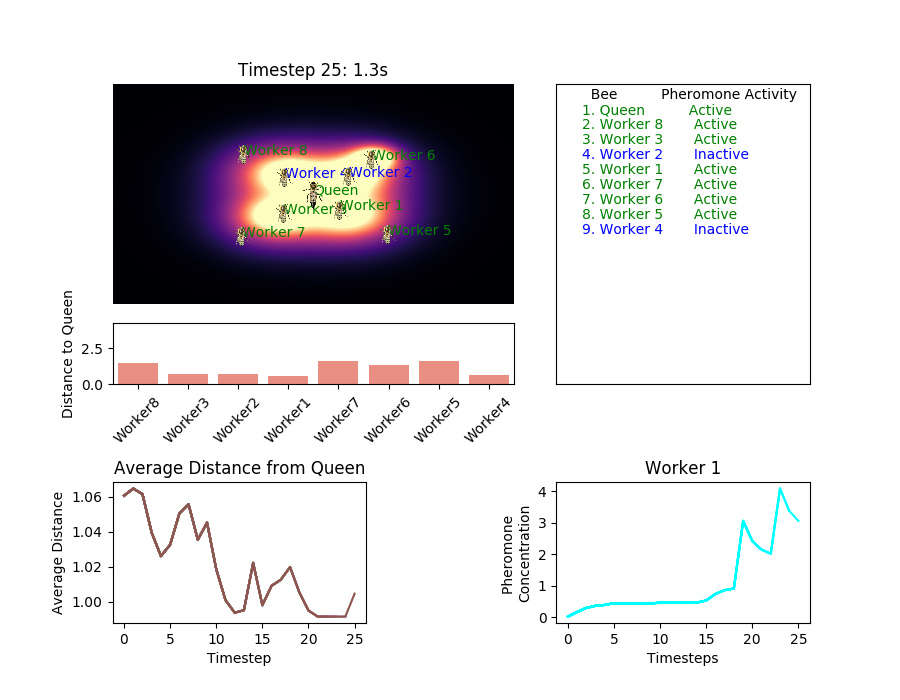 Timestep 25: 1.3s
Worker 8
Worker 6
Worker 4
Worker 2
Queen
Worker
Worker 1
Worker 7
Worker 5
Bee Pheromone Activity
1. Queen Active
2. Worker 8 Active
3. Worker 3 Active
4. Worker 2 Inactive
5. Worker 1 Active
6. Worker 7 Active
7. Worker 6 Active
8. Worker 5 Active
9. Worker 4 Inactive
Distance to Queen
2.5
0.0
Worker8
Worker3
Worker2
Worker1
Worker7
Worker6
Worker5
Worker4
Average Distance from Queen
Average Distance
1.06
1.04
1.02
1.00
0 5 10 15 20 25
Timestep
Worker 1
Pheromone
Concentration
4
3
2
1
0
0 5 10 15 20 25
Timesteps